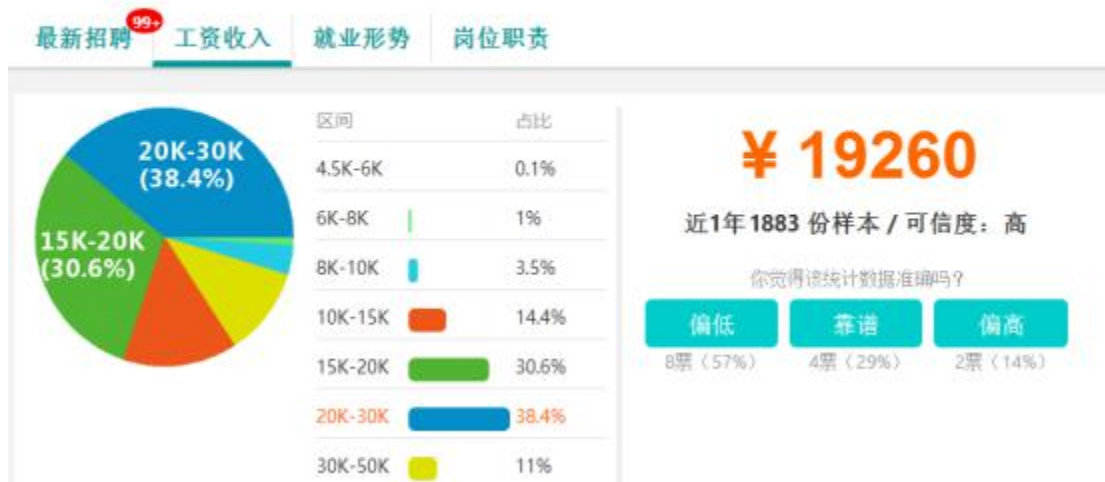 最新招聘 99+ 工资收入 就业形势 岗位职责
20K-30K
(38.4%)
15K-20K
(30.6%)
区间 占比
4.5K-6K 0.1%
6K-8K 1%
8K-10K 3.5%
10K-15K 14.4%
15K-20K 30.6%
20K-30K 38.4%
30K-50K 11%
¥ 19260
近1年1883 份样本 / 可信度：高
你觉得该统计数据准确吗？
偏低 靠谱 偏高
8票（57%） 4票（29%） 2票（14%）